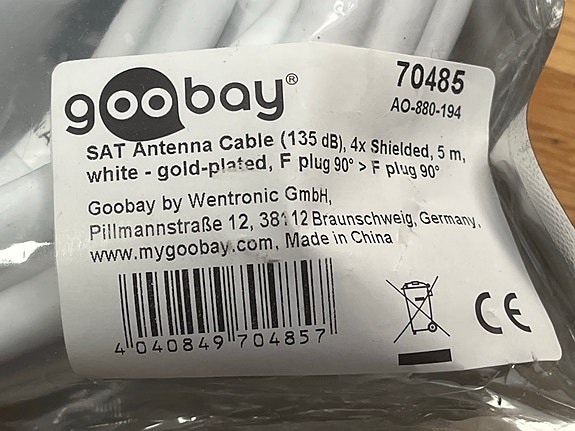 goobay®
70485
AO-880-194
SAT Antenna Cable (135 dB), 4x Shielded, 5 m,
white - gold-plated, F plug 90° > F plug 90°
Goobay by Wentronic GmbH,
Pillmannstraße 12, 38112 Braunschweig, Germany,
www.mygoobay.com, Made in China
4 040849 704857
CE